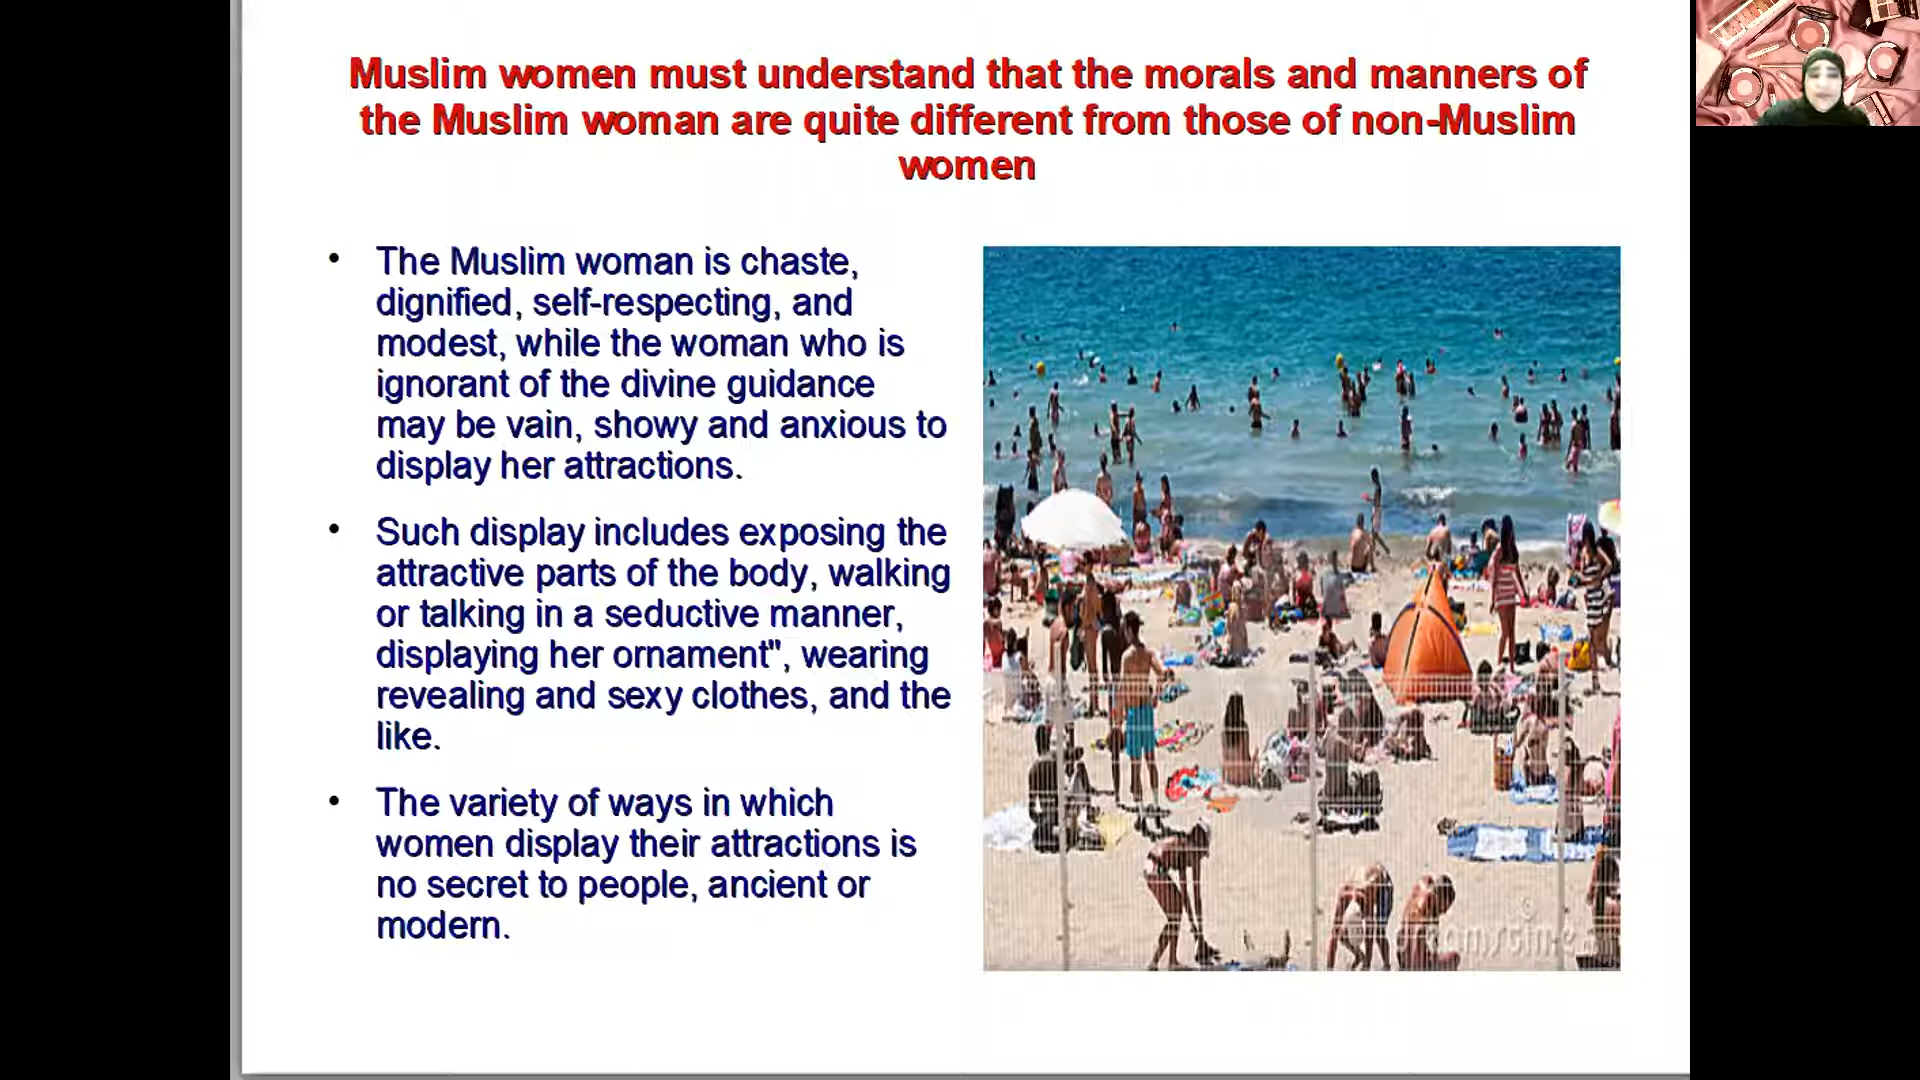 Muslim women must understand that the morals and manners of
the Muslim woman are quite different from those of non-Muslim
women
• The Muslim woman is chaste,
dignified, self-respecting, and
modest, while the woman who is
ignorant of the divine guidance
may be vain, showy and anxious to
display her attractions.
• Such display includes exposing the
attractive parts of the body, walking
or talking in a seductive manner,
displaying her ornament", wearing
revealing and sexy clothes, and the
like.
• The variety of ways in which
women display their attractions is
no secret to people, ancient or
modern.